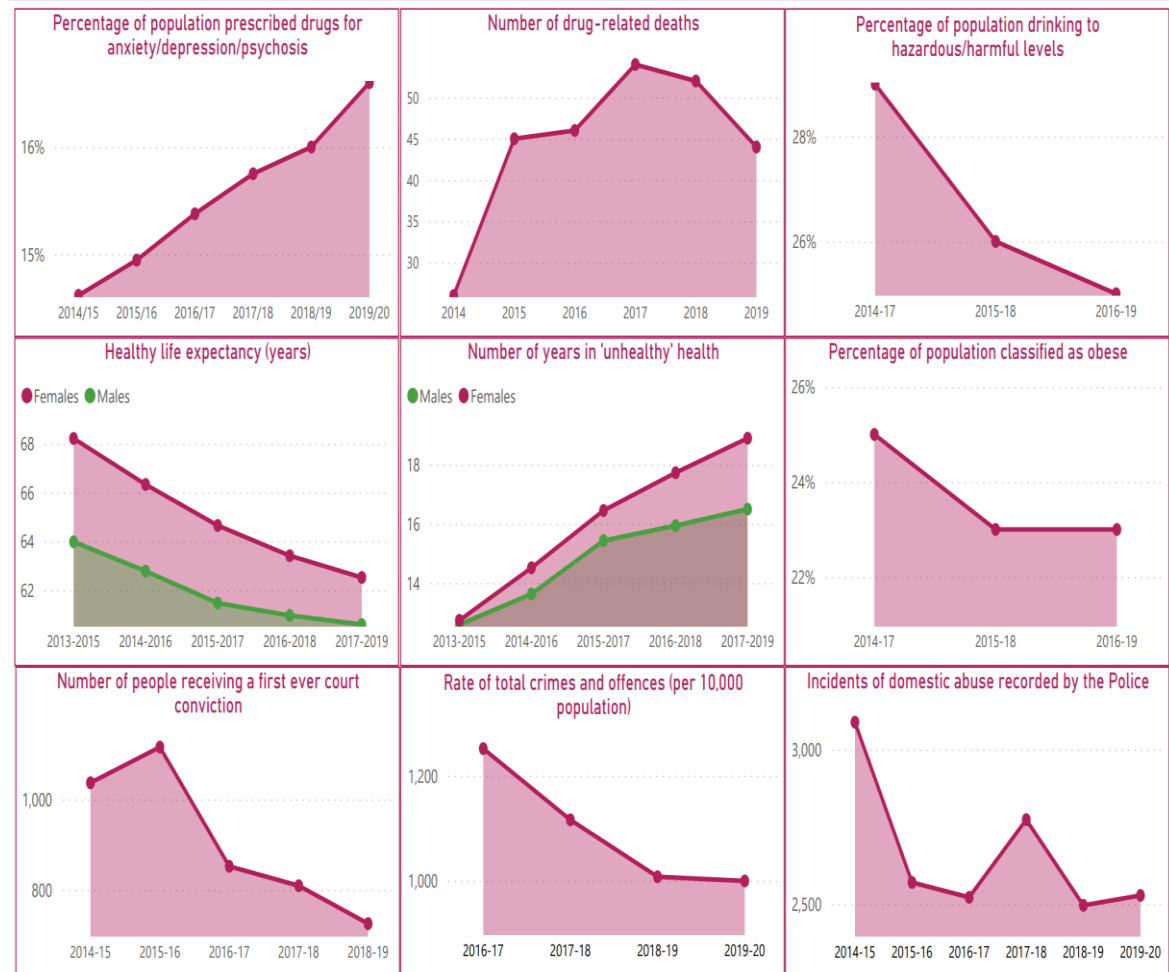 Percentage of population prescribed drugs for
anxiety/depression/psychosis
16%
15%
2014/15 2015/16 2016/17 2017/18 2018/19 2019/20
Number of drug-related deaths
50
45
40
35
30
2014 2015 2016 2017 2018 2019
Percentage of population drinking to
hazardous/harmful levels
28%
26%
2014-17 2015-18 2016-19
Healthy life expectancy (years)
Females Males
68
66
64
62
2013-2015 2014-2016 2015-2017 2016-2018 2017-2019
Number of years in 'unhealthy' health
Males Females
18
16
14
2013-2015 2014-2016 2015-2017 2016-2018 2017-2019
Percentage of population classified as obese
26%
24%
22%
2014-17 2015-18 2016-19
Number of people receiving a first ever court
conviction
1,000
800
2014-15 2015-16 2016-17 2017-18 2018-19
Rate of total crimes and offences (per 10,000
population)
1,200
1,000
2016-17 2017-18 2018-19 2019-20
Incidents of domestic abuse recorded by the Police
3,000
2,500
2014-15 2015-16 2016-17 2017-18 2018-19 2019-20